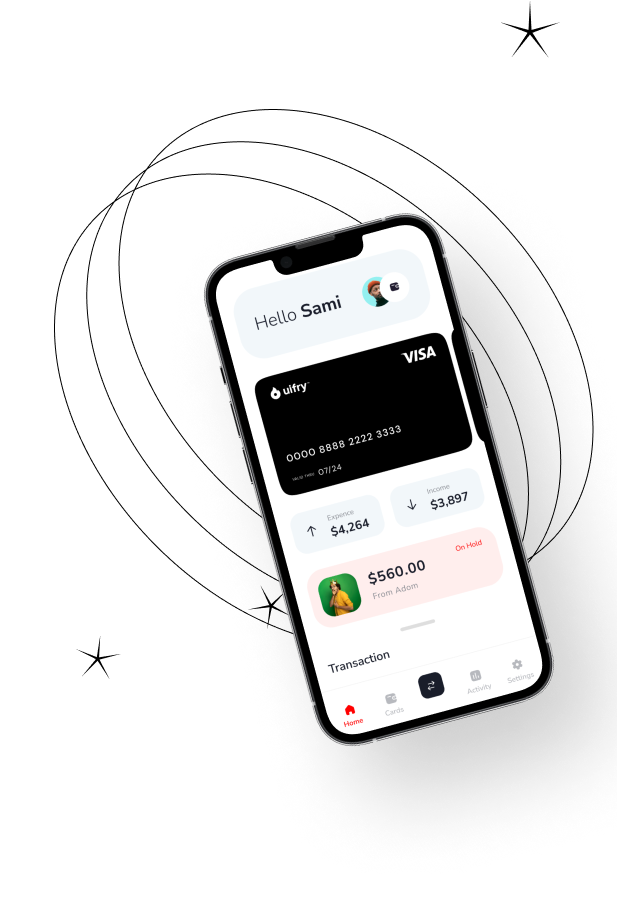 Hello Sami
uifry
VISA
0000 8888 2222 3333
VALID THRU 07/24
Expence
$4,264
Income
$3,897
$560.00
On Hold
From Adom
Transaction
Home
Cards
Activity
Settings